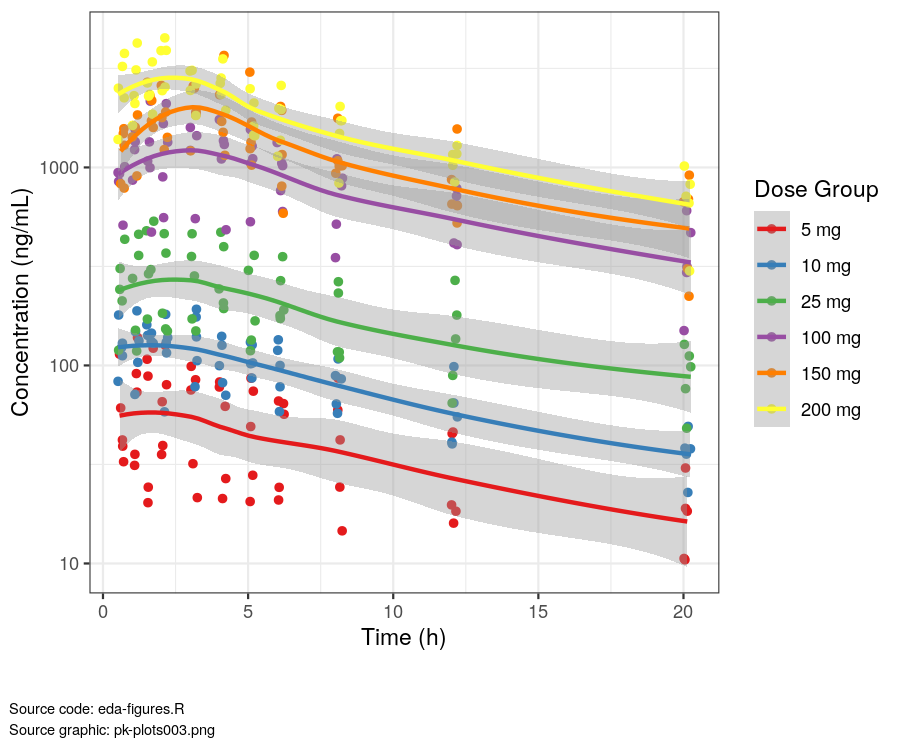 Concentration (ng/mL)
1000
100
10
0
5
10
15
20
Time (h)
Dose Group
5 mg
10 mg
25 mg
100 mg
150 mg
200 mg
Source code: eda-figures.R
Source graphic: pk-plots003.png